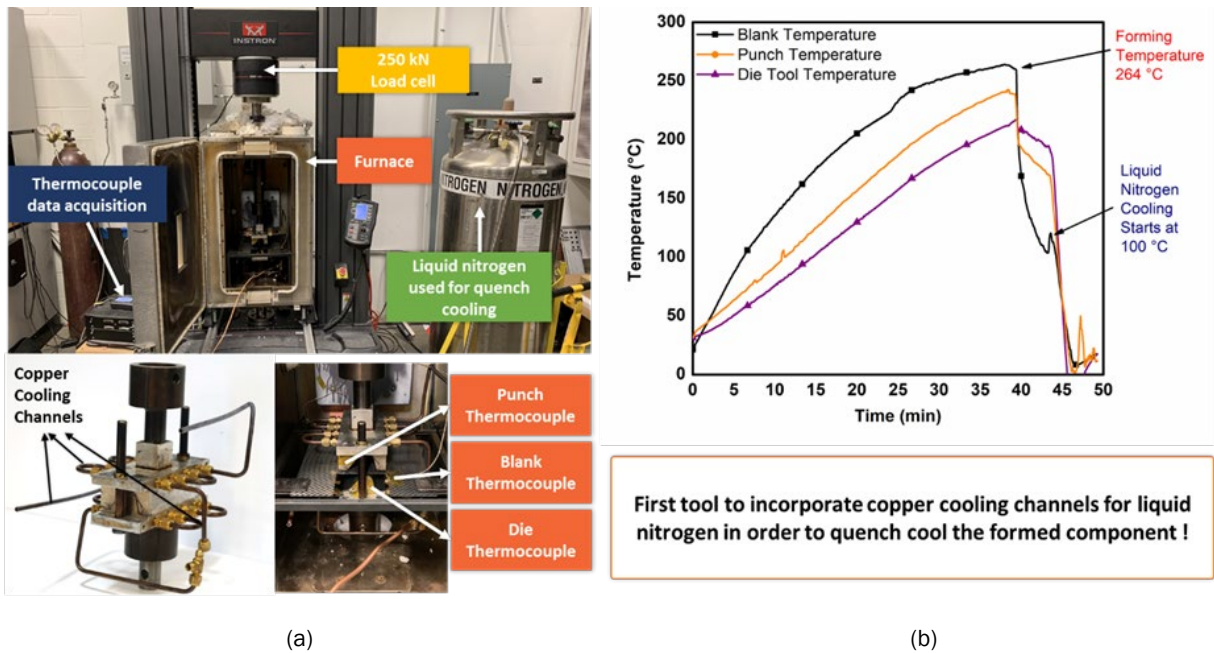 INSTRON
250 kN
Load cell
Furnace
Thermocouple
data acquisition
NITROGEN N
NITROGEN
Liquid nitrogen
used for quench
cooling
Copper
Cooling
Channels
Punch
Thermocouple
Blank
Thermocouple
Die
Thermocouple
(a)
300
250
200
150
100
50
0
Temperature (°C)
Blank Temperature
Punch Temperature
Die Tool Temperature
Forming
Temperature
264 °C
Liquid
Nitrogen
Cooling
Starts at
100 °C
0 5 10 15 20 25 30 35 40 45 50
Time (min)
First tool to incorporate copper cooling channels for liquid
nitrogen in order to quench cool the formed component !
(b)